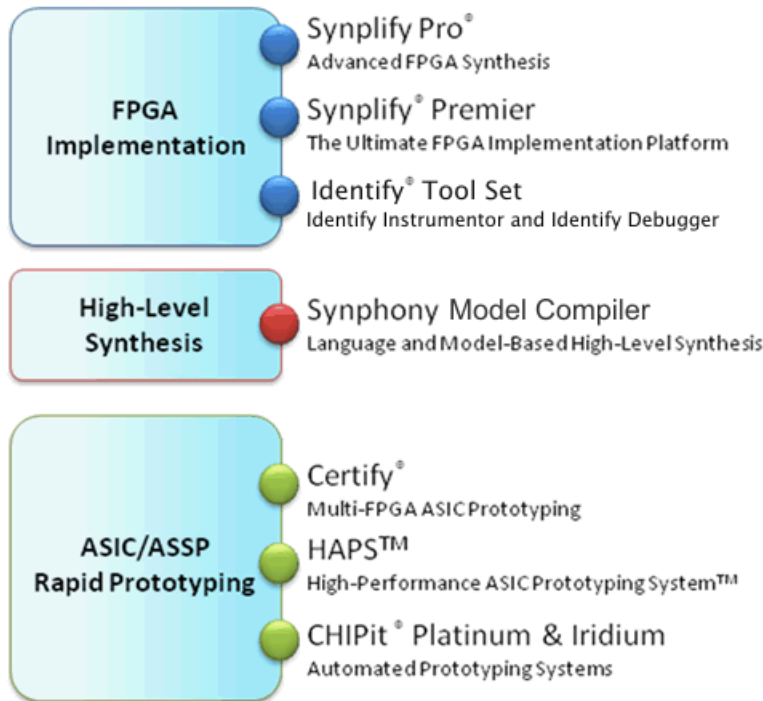 FPGA
Implementation
Synplify Pro®
Advanced FPGA Synthesis
Synplify® Premier
The Ultimate FPGA Implementation Platform
Identify® Tool Set
Identify Instrumentor and Identify Debugger
High-Level
Synthesis
Synphony Model Compiler
Language and Model-Based High-Level Synthesis
ASIC/ASSP
Rapid Prototyping
Certify®
Multi-FPGA ASIC Prototyping
HAPS™
High-Performance ASIC Prototyping System™
CHIPit® Platinum & Iridium
Automated Prototyping Systems